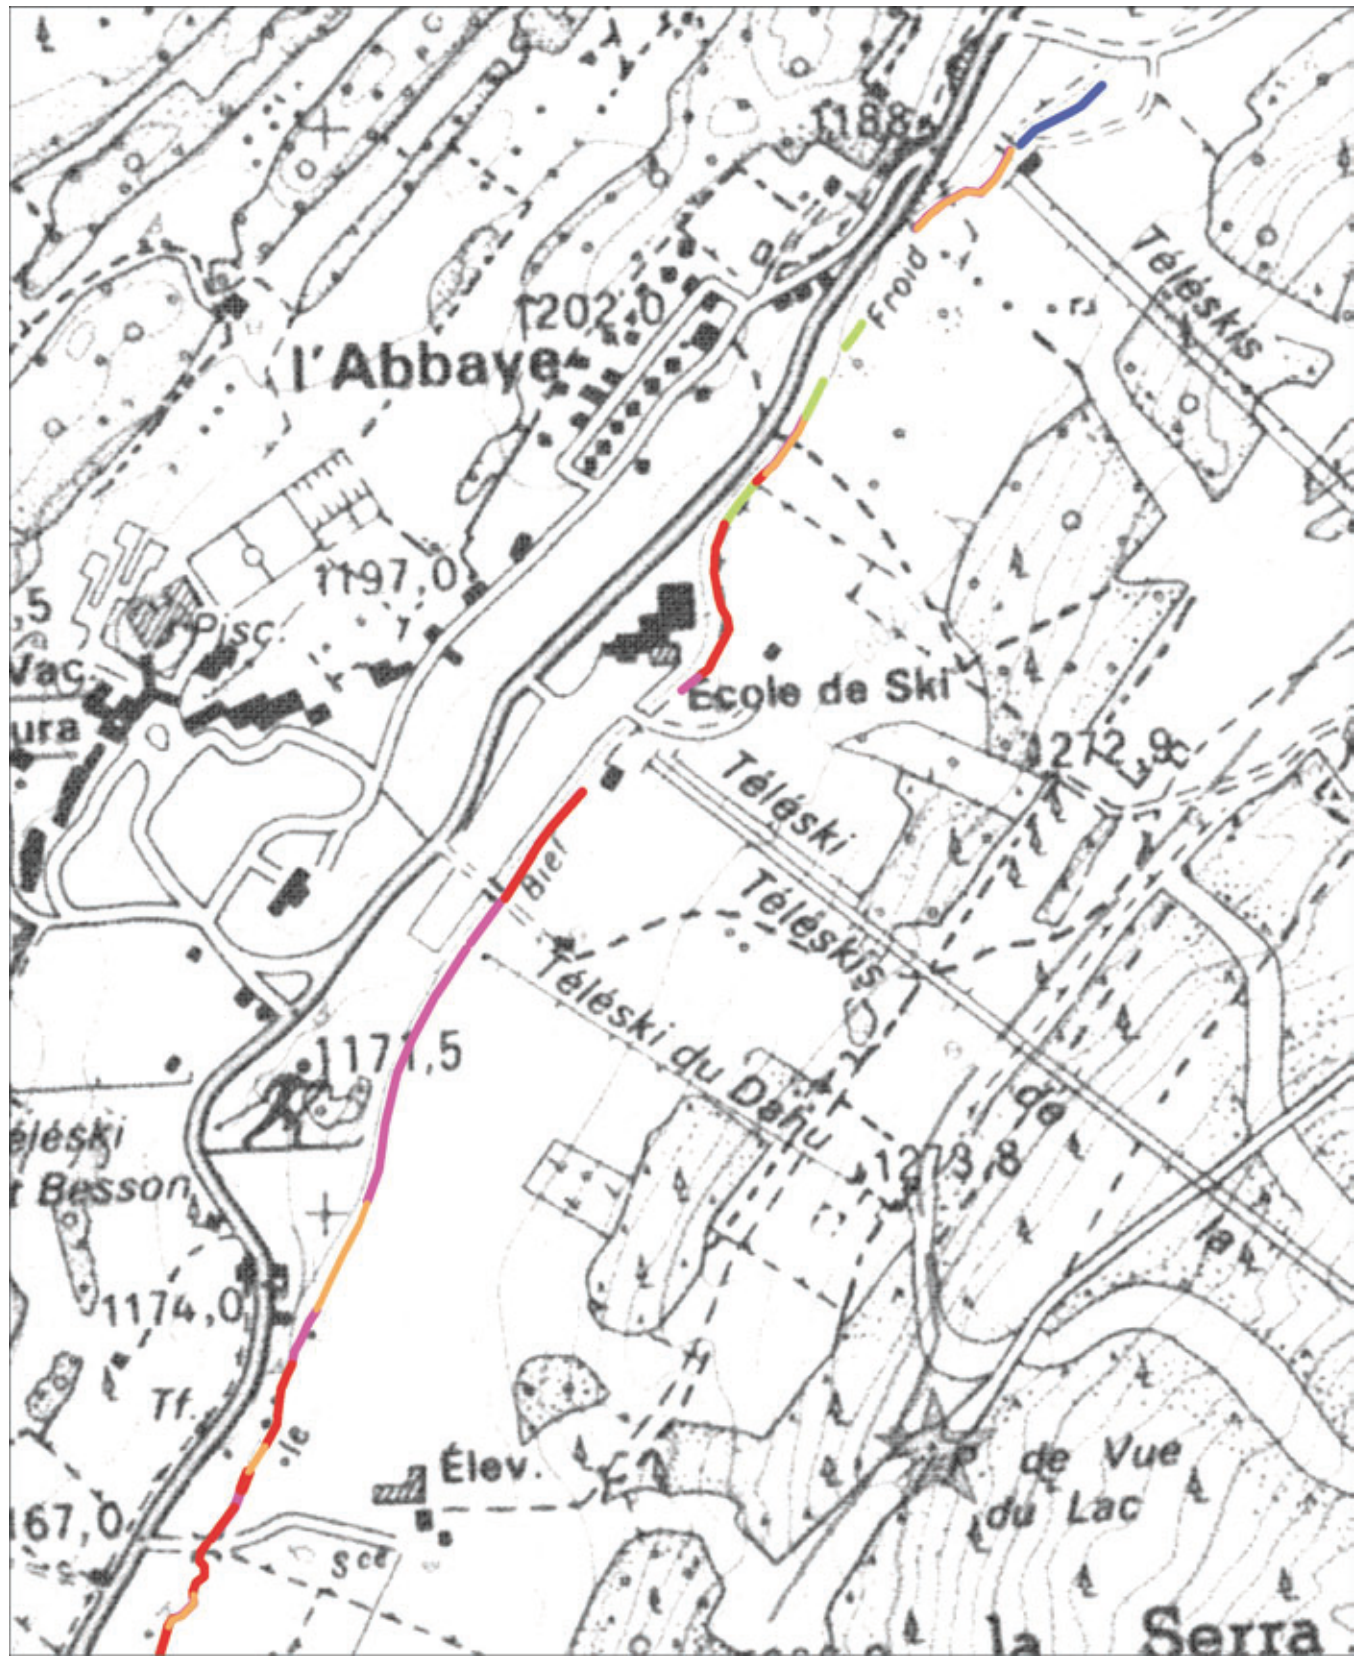 1188
Froid
Téléskis
1202,0
l'Abbaye
1197,0
,5
Pisc.
Vac.
ura
École de Ski
1272,9
Téléski
Biel
Téléskis
Téléski du Dahu
1171,5
de
éléski
t Besson
1273,8
la
1174,0
Tf.
le
Élev.
P^t de Vue
du Lac
167,0
Sce
la Serra